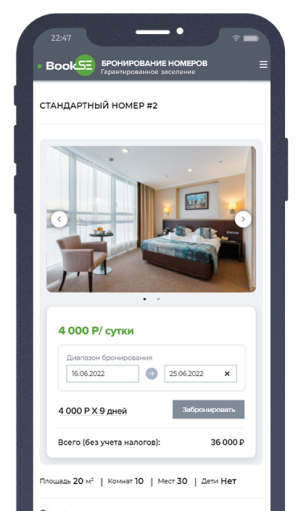 22:47
BookSE
БРОНИРОВАНИЕ НОМЕРОВ
Гарантированное заселение
СТАНДАРТНЫЙ НОМЕР #2
4 000 Р/ сутки
Диапазон бронирования
16.06.2022
25.06.2022
4 000 Р X 9 дней
Забронировать
Всего (без учета налогов): 36 000 ₽
Площадь 20 м² | Комнат 10 | Мест 30 | Дети Нет